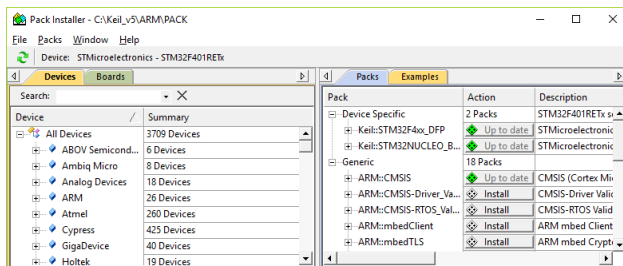 Pack Installer - C:\Keil_v5\ARM\PACK
File Packs Window Help
Device: STMicroelectronics - STM32F401RETx
Devices Boards
Search:
Device / Summary
All Devices 3709 Devices
ABOV Semicond... 6 Devices
Ambiq Micro 8 Devices
Analog Devices 18 Devices
ARM 26 Devices
Atmel 260 Devices
Cypress 425 Devices
GigaDevice 40 Devices
Holtek 19 Devices
Packs Examples
Pack Action Description
Device Specific 2 Packs STM32F401RETx s
Keil::STM32F4xx_DFP Up to date STMicroelectronic
Keil::STM32NUCLEO_B... Up to date STMicroelectronic
Generic 18 Packs
ARM::CMSIS Up to date CMSIS (Cortex Mi
ARM::CMSIS-Driver_Va... Install CMSIS-Driver Valic
ARM::CMSIS-RTOS_Val... Install CMSIS-RTOS Valid
ARM::mbedClient Install ARM mbed Client
ARM::mbedTLS Install ARM mbed Crypt